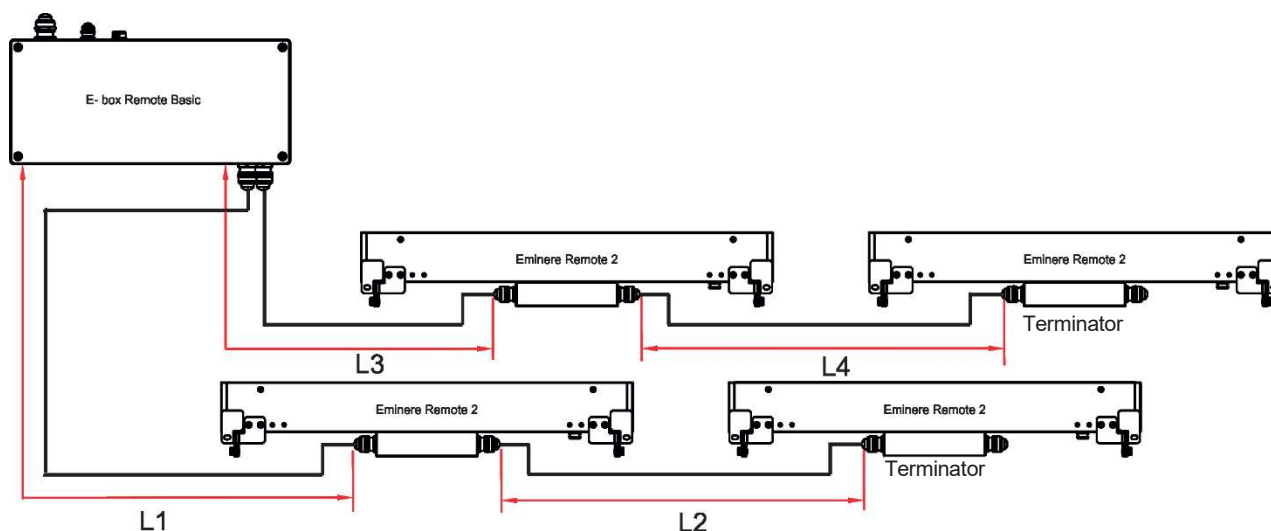 E- box Remote Basic
Eminere Remote 2
Eminere Remote 2
Terminator
L3
L4
Eminere Remote 2
Eminere Remote 2
Terminator
L1
L2